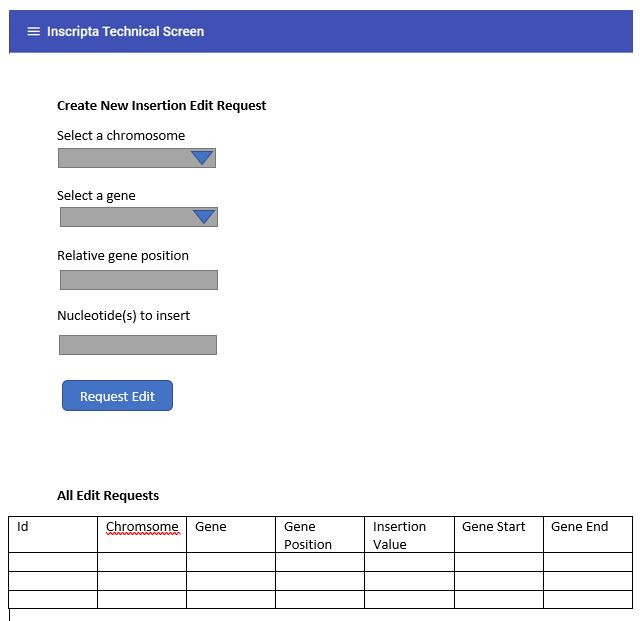 Inscripta Technical Screen
Create New Insertion Edit Request
Select a chromosome
Select a gene
Relative gene position
Nucleotide(s) to insert
Request Edit
All Edit Requests
Id Chromsome Gene Gene Insertion Gene Start Gene End
Position Value